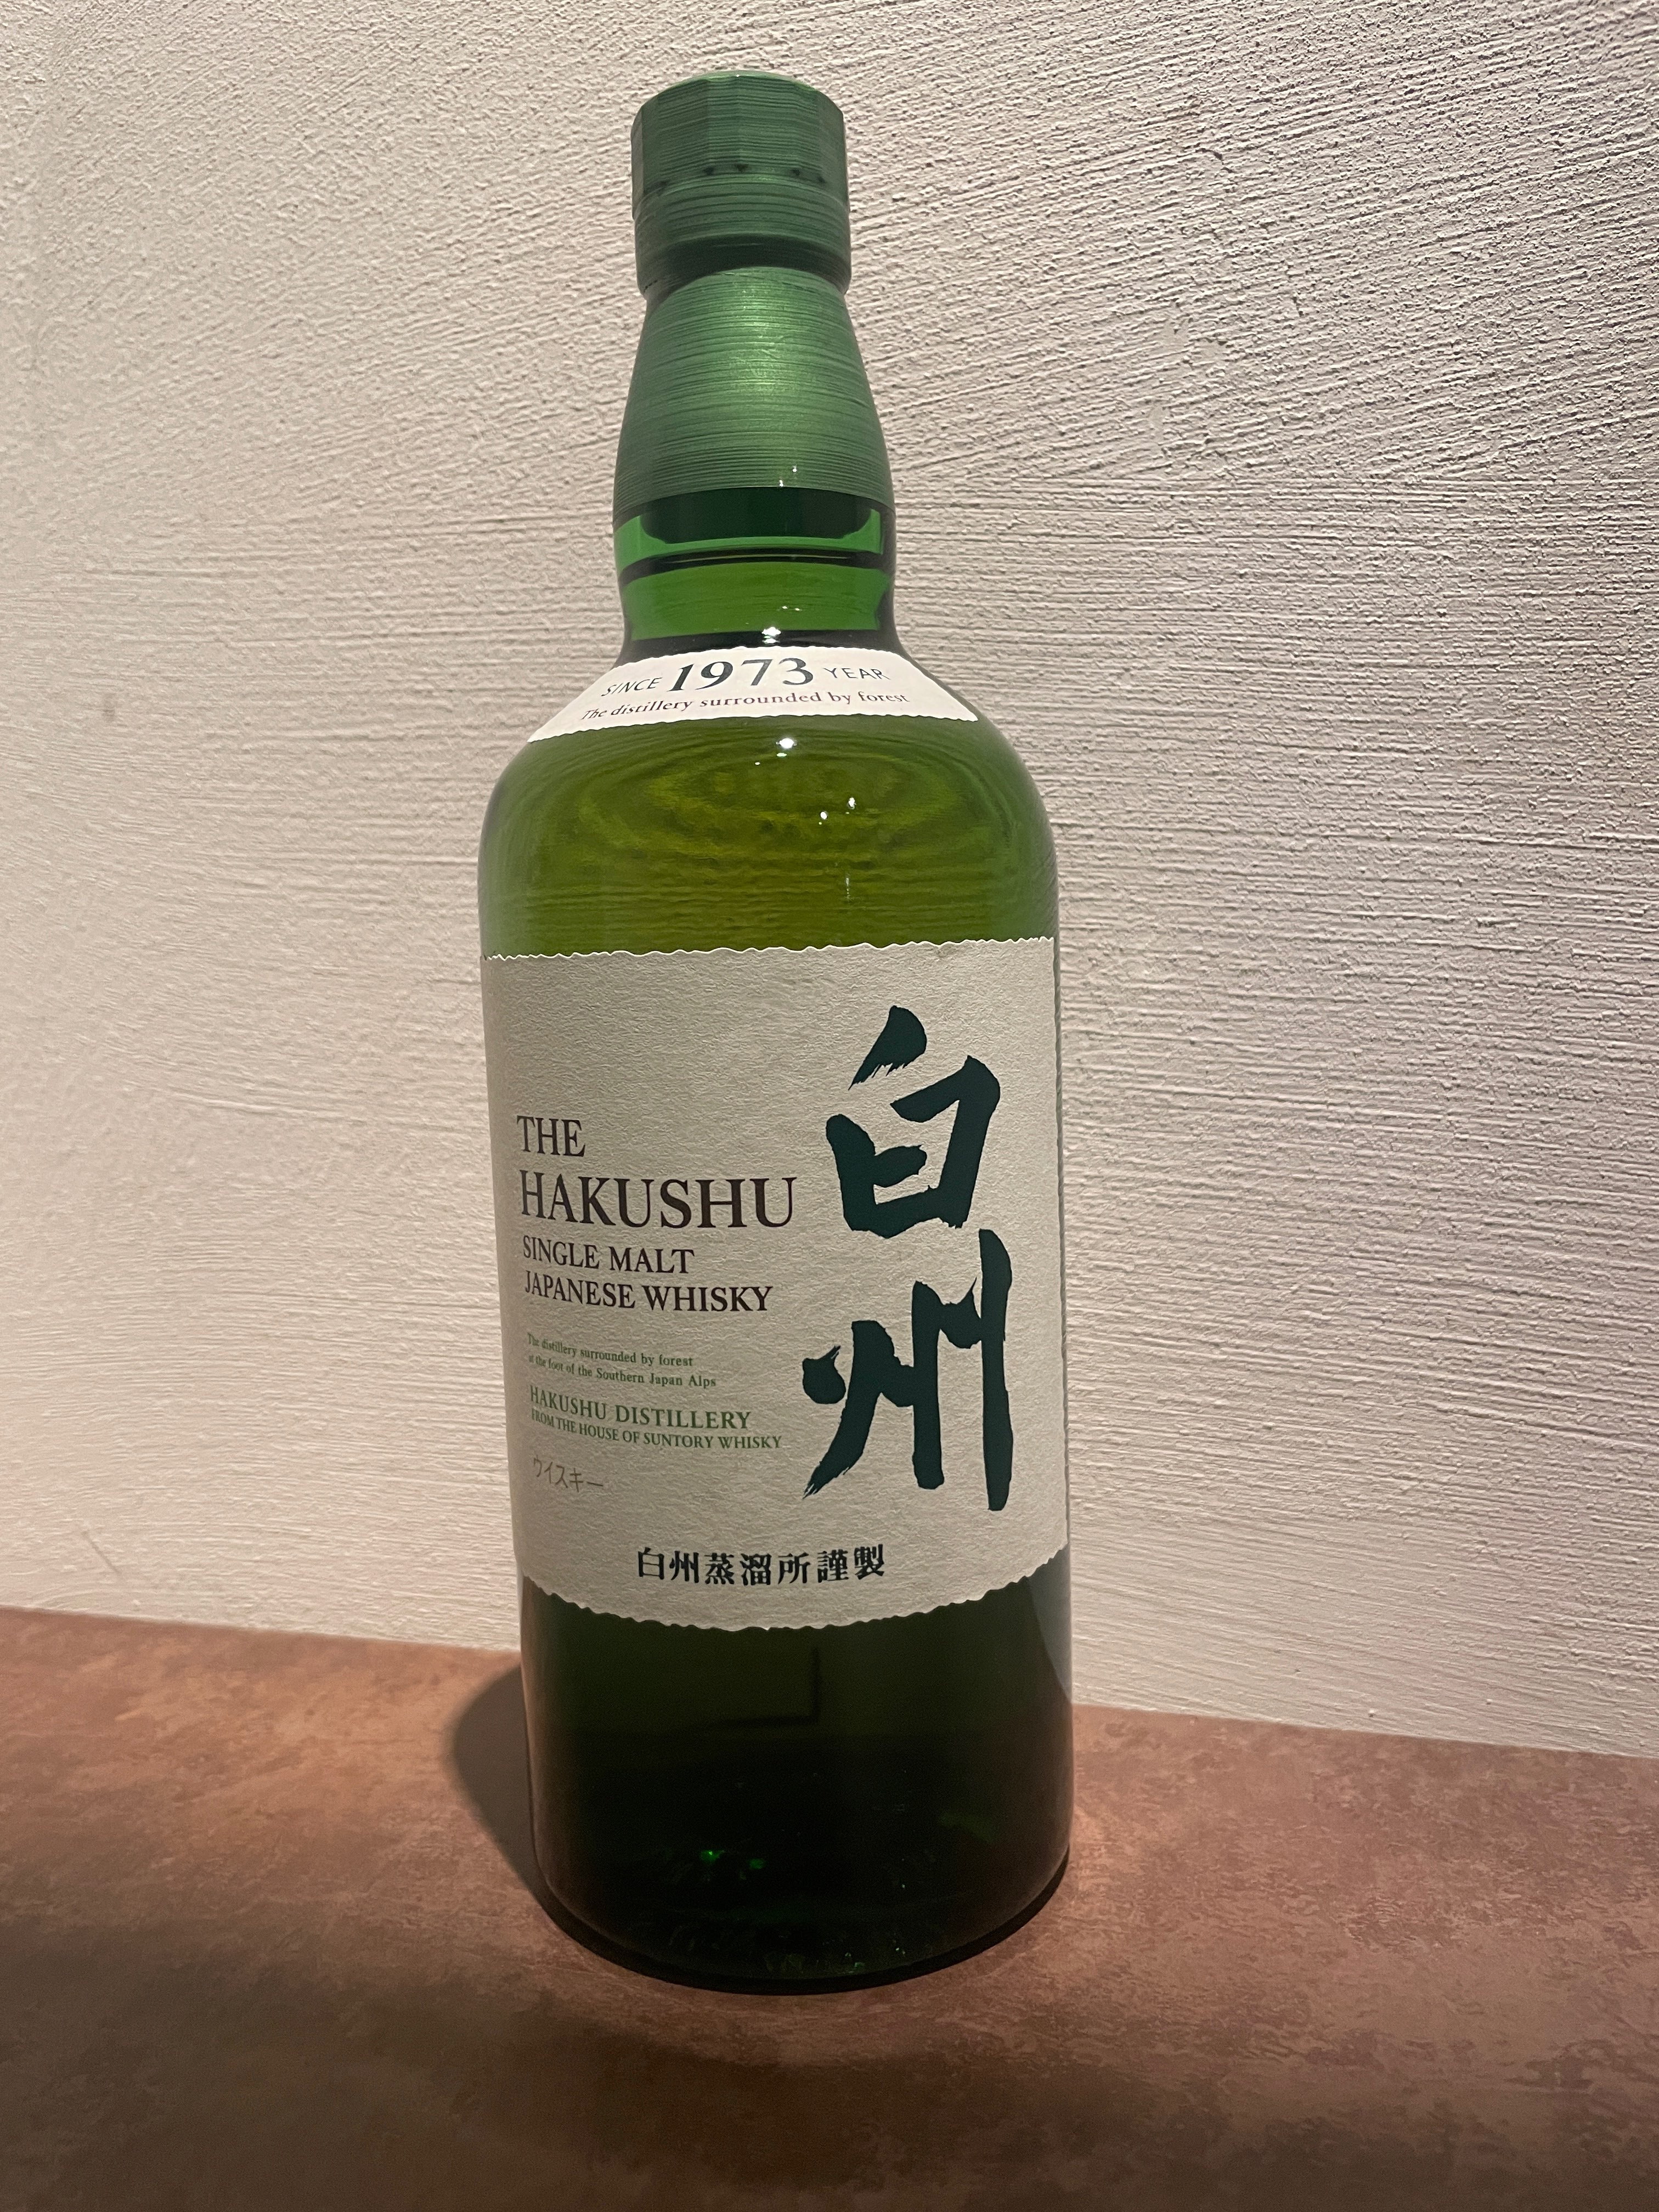 SINCE 1973 YEAR
The distillery surrounded by forest
THE
HAKUSHU
SINGLE MALT
JAPANESE WHISKY
白州
The distillery surrounded by forest
at the foot of the Southern Japan Alps
HAKUSHU DISTILLERY
FROM THE HOUSE OF SUNTORY WHISKY
ウイスキー
白州蒸溜所謹製